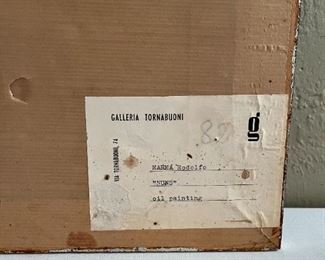 GALLERIA TORNABUONI
VIA TORNABUONI, 74
MARMA Rodolfo
oil painting